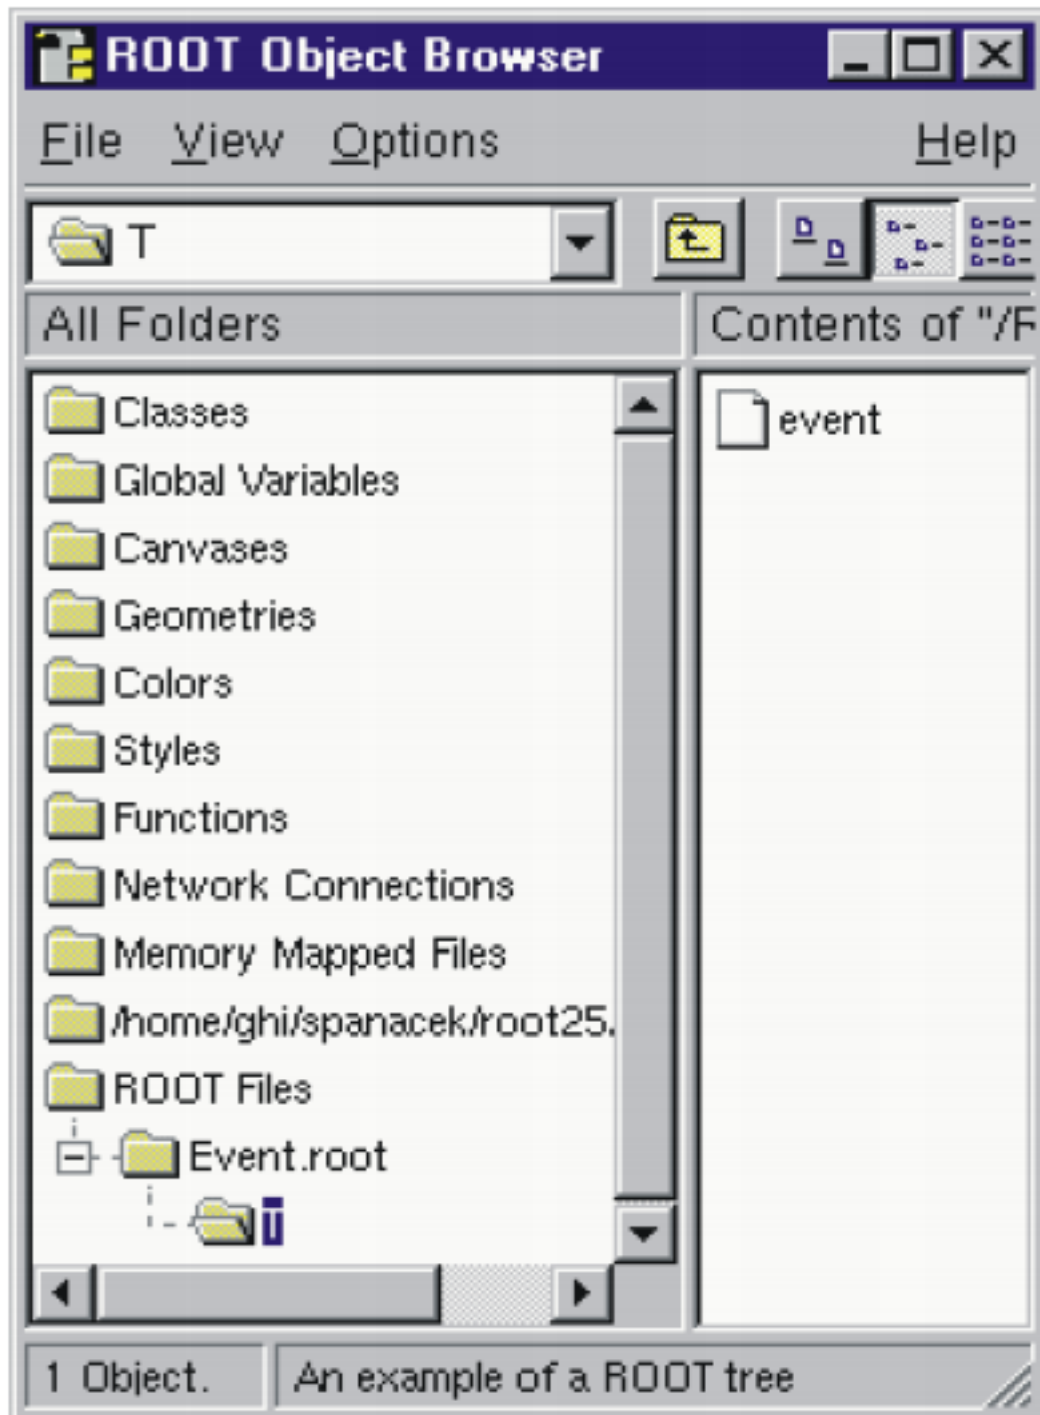 ROOT Object Browser
File View Options Help
T
All Folders
Contents of "/R
Classes
Global Variables
Canvases
Geometries
Colors
Styles
Functions
Network Connections
Memory Mapped Files
/home/ghi/spanacek/root25.
ROOT Files
Event.root
T
event
1 Object.
An example of a ROOT tree